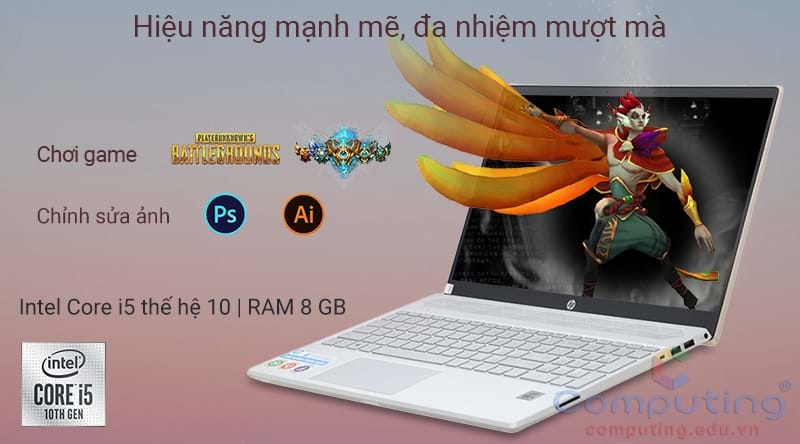 Hiệu năng mạnh mẽ, đa nhiệm mượt mà
Chơi game
PLAYERUNKNOWN'S
BATTLEGROUNDS
Chỉnh sửa ảnh
Ps
Ai
Intel Core i5 thế hệ 10 | RAM 8 GB
intel
CORE i5
10TH GEN
hp
Computing®
computing.edu.vn